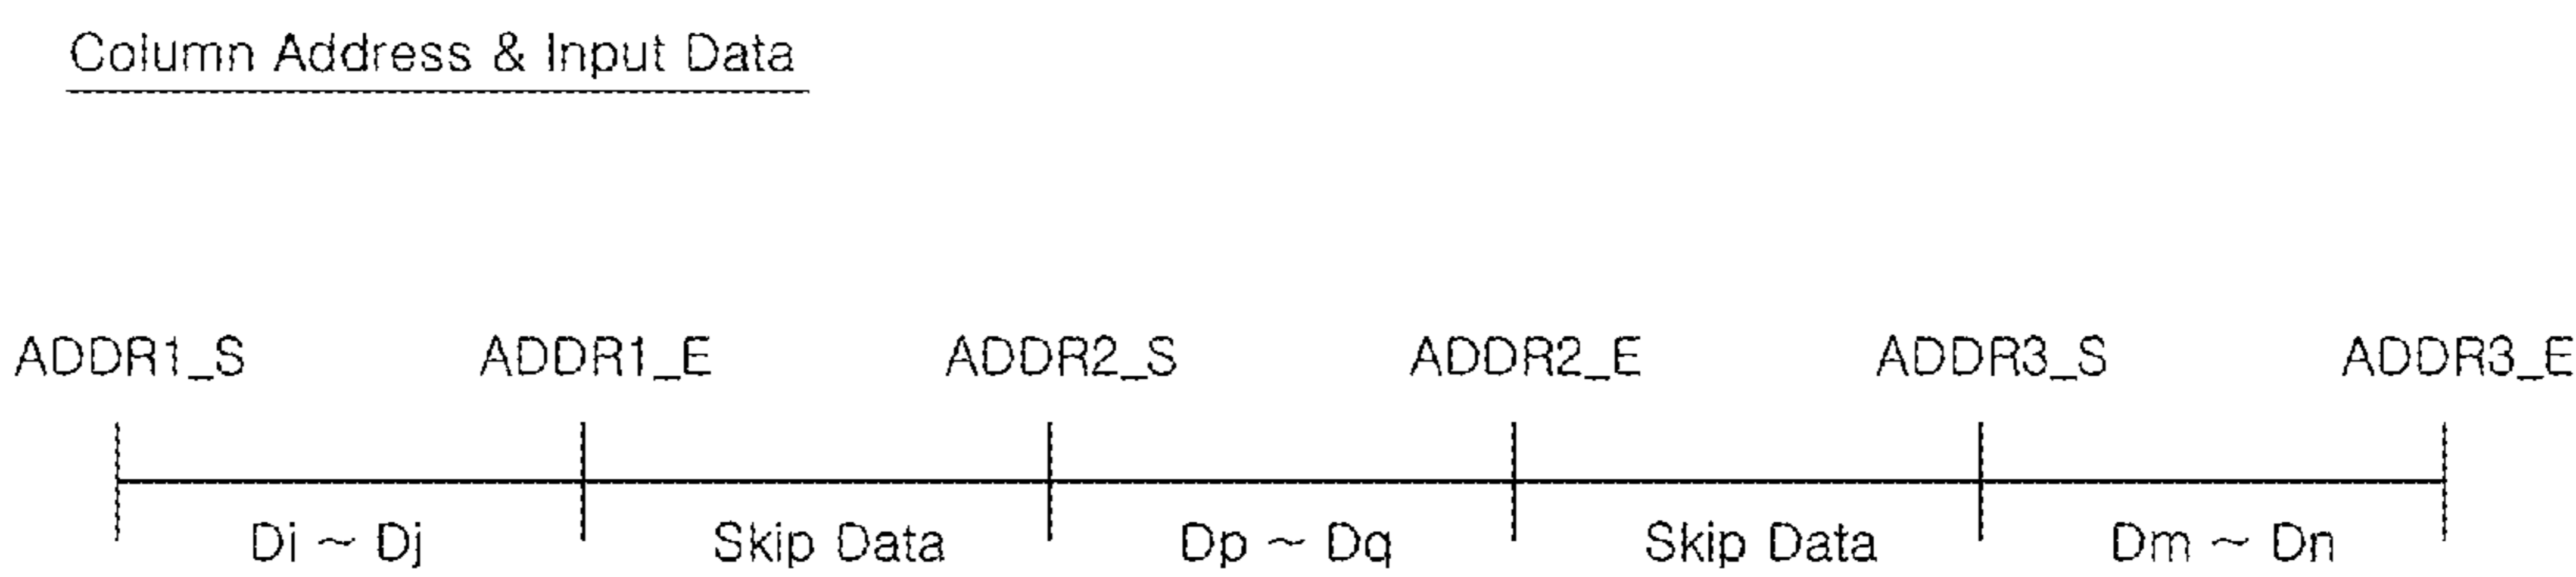 Column Address & Input Data
ADDR1_S ADDR1_E ADDR2_S ADDR2_E ADDR3_S ADDR3_E
Di ~ Dj Skip Data Dp ~ Dq Skip Data Dm ~ Dn